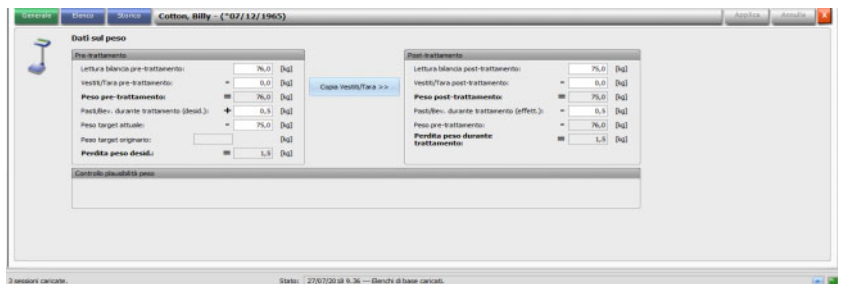 Generale Elenco Storico Cotton, Billy - (*07/12/1965) Applica Annulla X
Dati sul peso
Pre-trattamento
Lettura bilancia pre-trattamento: 76,0 [kg]
Vestiti/Tara pre-trattamento: - 0,0 [kg]
Peso pre-trattamento: = 76,0 [kg]
Pasti/Bev. durante trattamento (desid.): + 0,5 [kg]
Peso target attuale: - 75,0 [kg]
Peso target originario: [kg]
Perdita peso desid.: = 1,5 [kg]
Copia Vestiti/Tara >>
Post-trattamento
Lettura bilancia post-trattamento: 75,0 [kg]
Vestiti/Tara post-trattamento: - 0,0 [kg]
Peso post-trattamento: = 75,0 [kg]
Pasti/Bev. durante trattamento (effett.): - 0,5 [kg]
Peso pre-trattamento: - 76,0 [kg]
Perdita peso durante
trattamento: = 1,5 [kg]
Controllo plausibilità peso
3 sessioni caricate. Stato: 27/07/2018 9.36 --- Elenchi di base caricati.